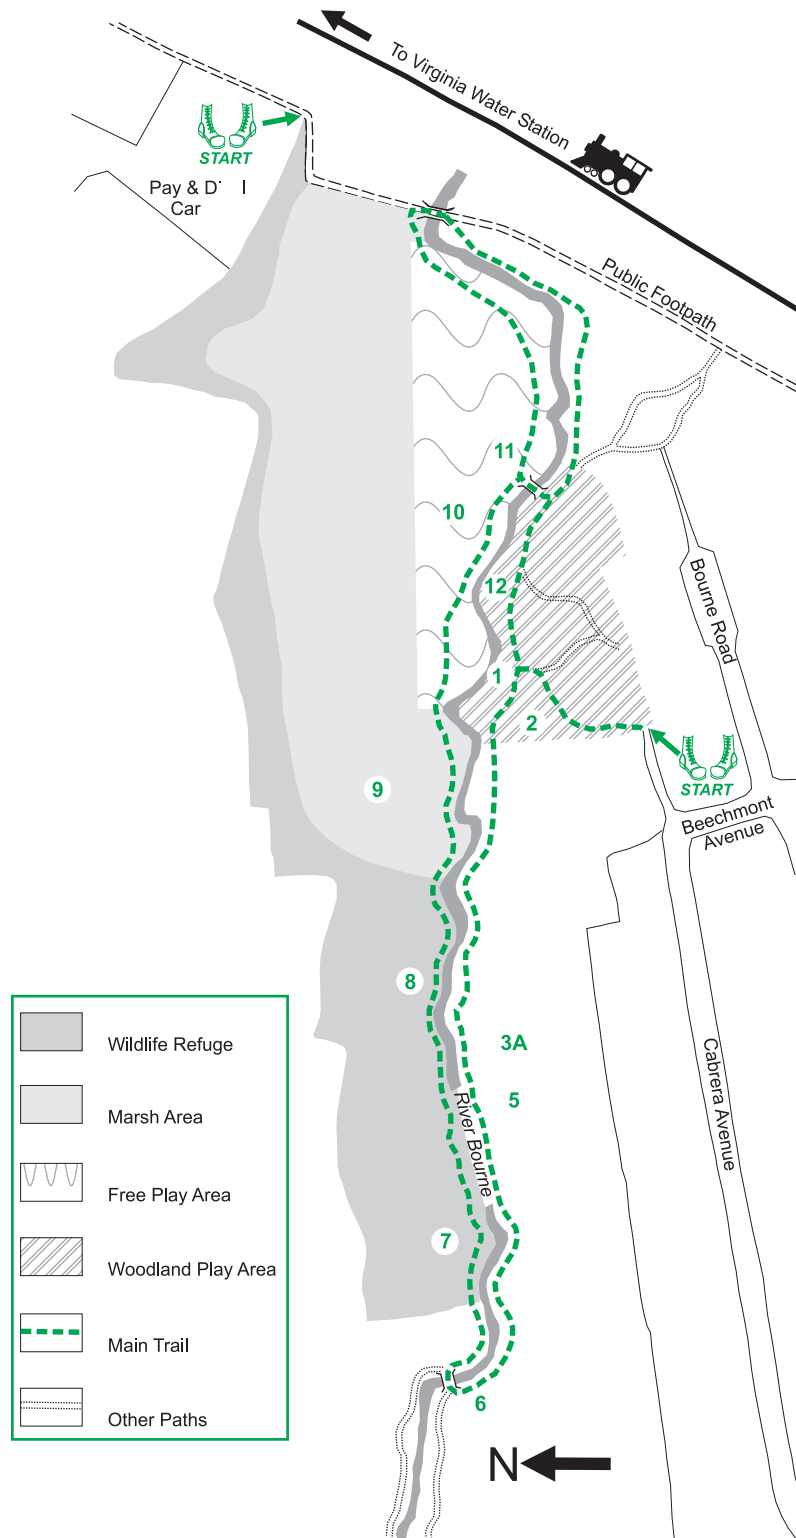 To Virginia Water Station
START
Pay &
Car
Public Footpath
11
10
12
Bourne Road
1
2
START
9
Beechmont
Avenue
8
3A
Cabrera Avenue
5
River Bourne
7
6
Wildlife Refuge
Marsh Area
Free Play Area
Woodland Play Area
Main Trail
Other Paths
N